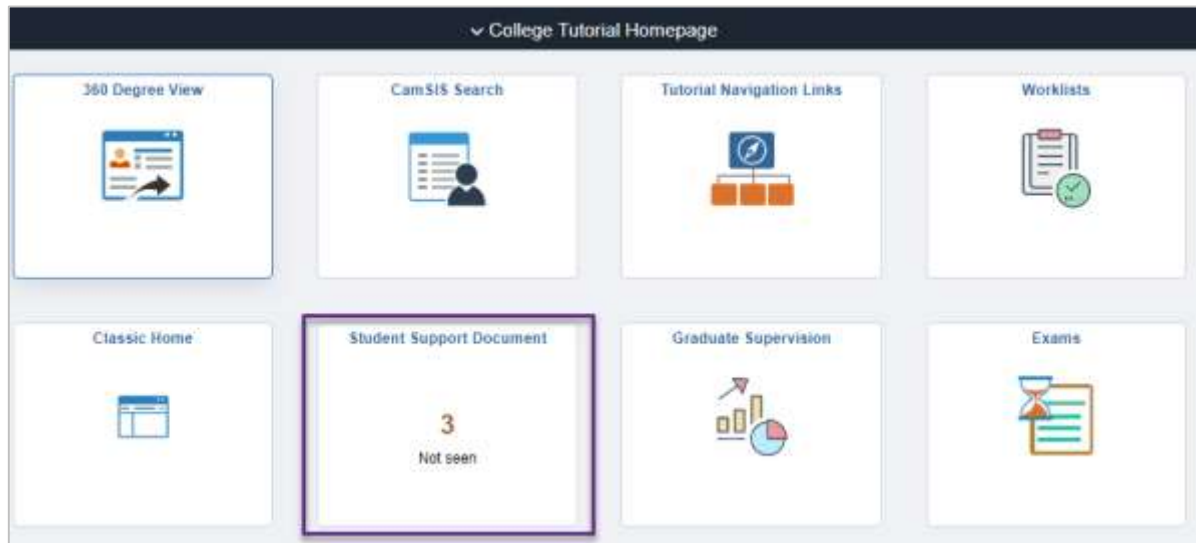 College Tutorial Homepage
360 Degree View
CamSIS Search
Tutorial Navigation Links
Worklists
Classic Home
Student Support Document
Graduate Supervision
Exams
3
Not seen